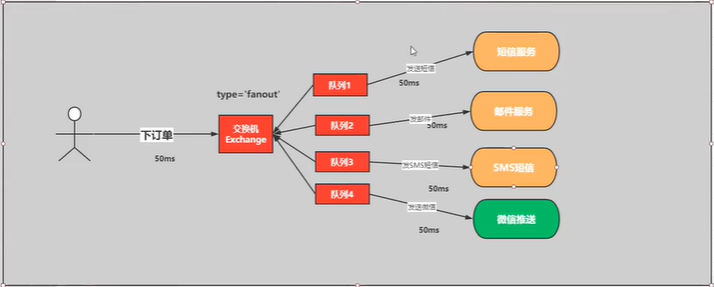 发送短信
短信服务
50ms
type='fanout'
队列1
发邮件
邮件服务
50ms
下订单
交换机
Exchange
队列2
50ms
队列3
发SMS短信
SMS短信
50ms
队列4
发送微信
微信推送
50ms